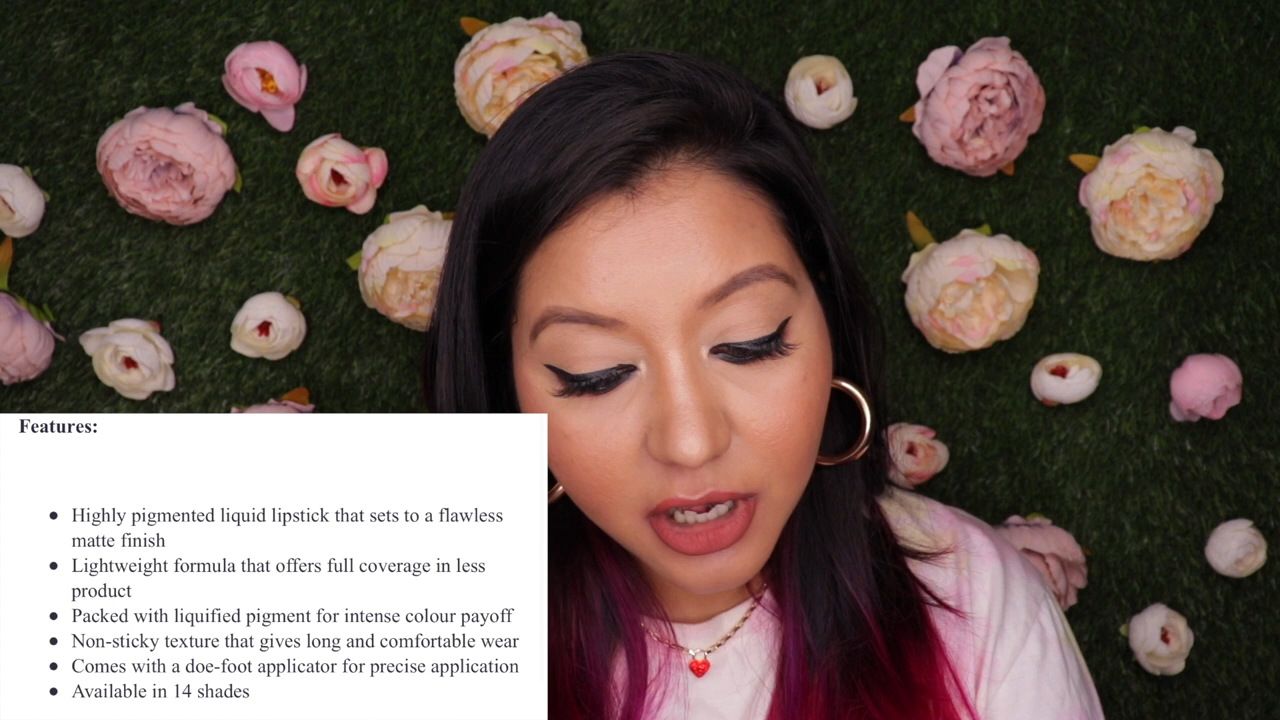 Features:
● Highly pigmented liquid lipstick that sets to a flawless
matte finish
● Lightweight formula that offers full coverage in less
product
● Packed with liquified pigment for intense colour payoff
● Non-sticky texture that gives long and comfortable wear
● Comes with a doe-foot applicator for precise application
● Available in 14 shades